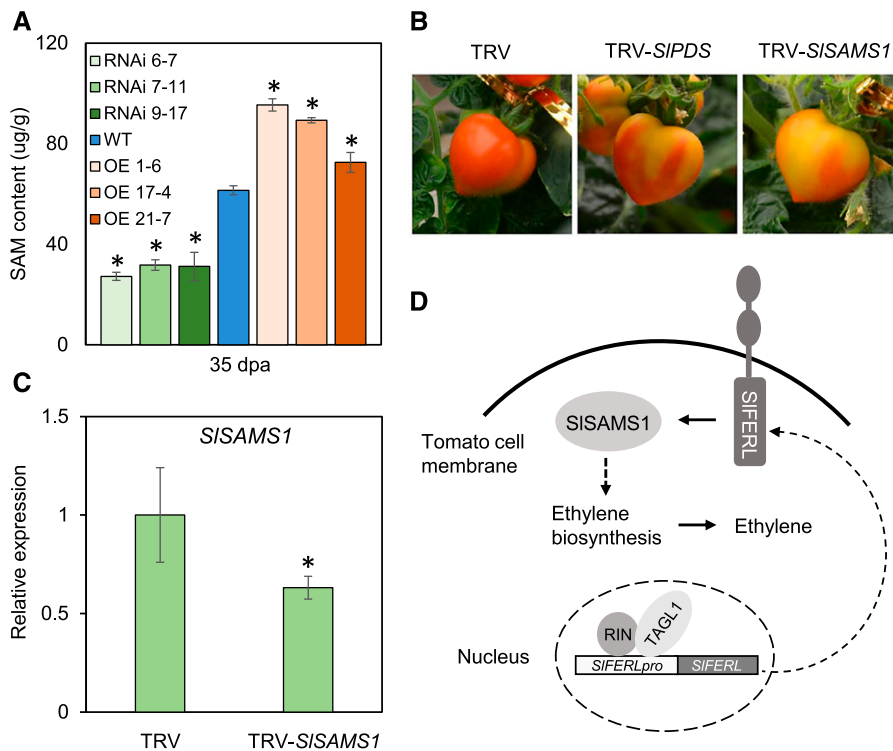 A
SAM content (ug/g)
120
80
40
0
RNAi 6-7
RNAi 7-11
RNAi 9-17
WT
OE 1-6
OE 17-4
OE 21-7
*
*
*
*
*
*
35 dpa
B
TRV
TRV-SlPDS
TRV-SlSAMS1
C
Relative expression
1.5
1
0.5
0
SlSAMS1
*
TRV
TRV-SlSAMS1
D
SlFERL
SlSAMS1
Tomato cell
membrane
Ethylene
biosynthesis
Ethylene
Nucleus
RIN
TAGL1
SlFERLpro
SlFERL